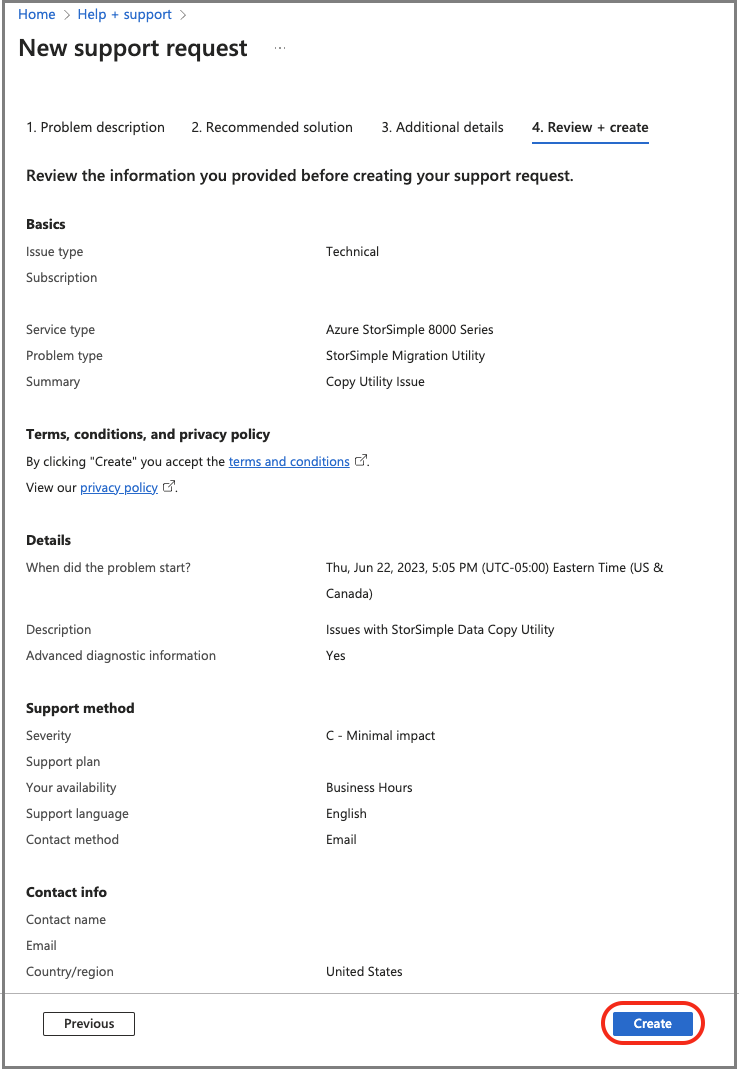 Home > Help + support >
New support request ...
1. Problem description 2. Recommended solution 3. Additional details 4. Review + create
Review the information you provided before creating your support request.
Basics
Issue type Technical
Subscription
Service type Azure StorSimple 8000 Series
Problem type StorSimple Migration Utility
Summary Copy Utility Issue
Terms, conditions, and privacy policy
By clicking "Create" you accept the terms and conditions.
View our privacy policy.
Details
When did the problem start? Thu, Jun 22, 2023, 5:05 PM (UTC-05:00) Eastern Time (US &
Canada)
Description Issues with StorSimple Data Copy Utility
Advanced diagnostic information Yes
Support method
Severity C - Minimal impact
Support plan
Your availability Business Hours
Support language English
Contact method Email
Contact info
Contact name
Email
Country/region United States
Previous Create